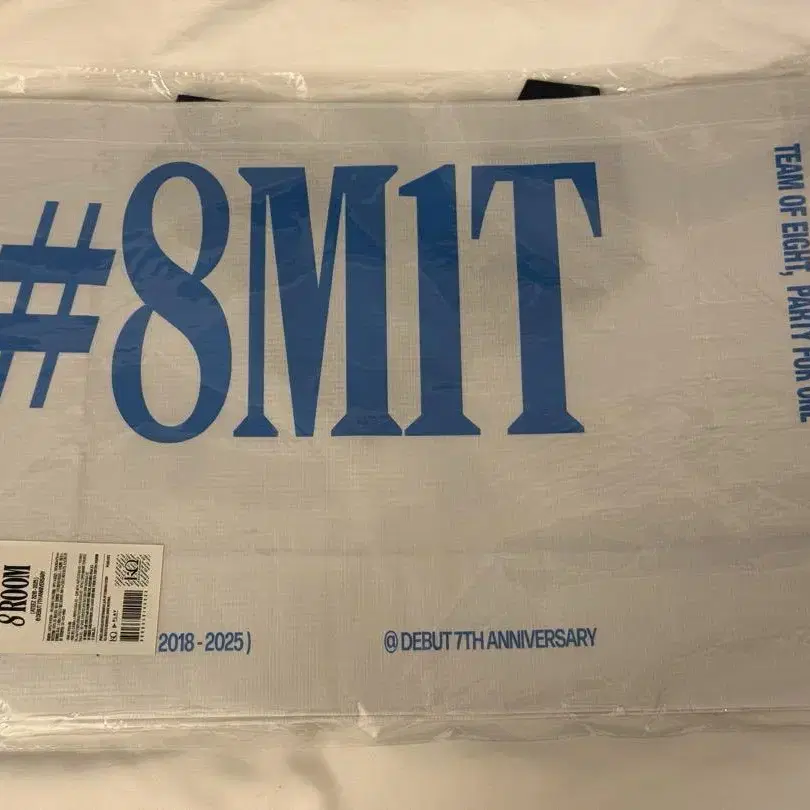 #8M1T
TEAM OF EIGHT, PARTY FOR ONE
8 ROOM
2018 - 2025 )
@ DEBUT 7TH ANNIVERSARY